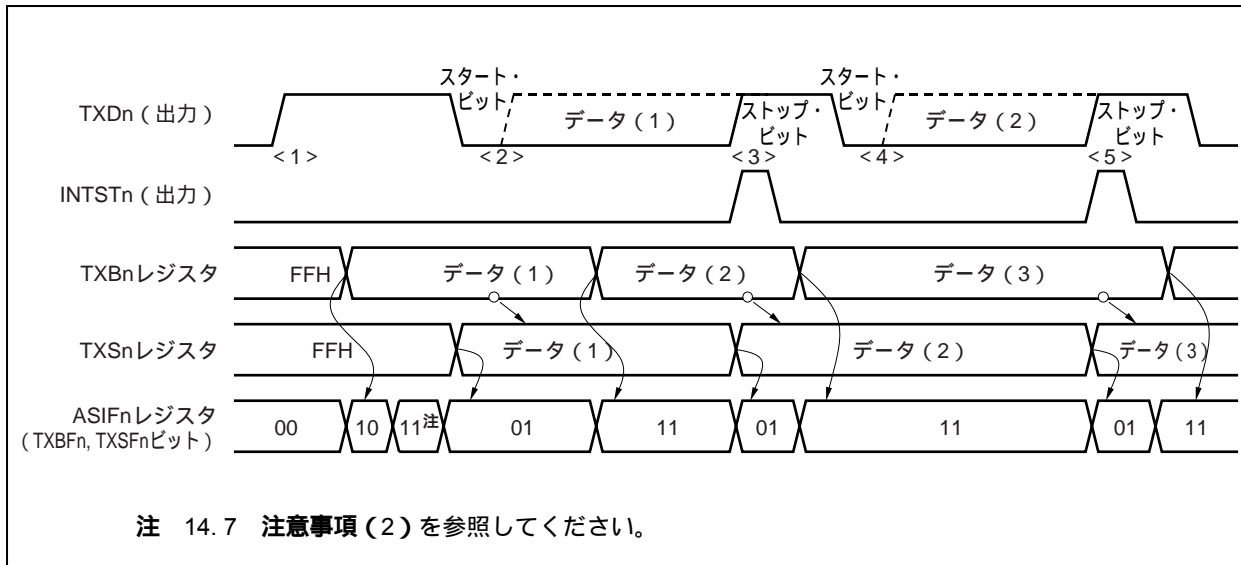 TXDn（出力）
スタート・
ビット
データ（1）
ストップ・
ビット
スタート・
ビット
データ（2）
ストップ・
ビット
<1>
<2>
<3>
<4>
<5>
INTSTn（出力）
TXBnレジスタ
FFH
データ（1）
データ（2）
データ（3）
TXSnレジスタ
FFH
データ（1）
データ（2）
データ（3）
ASIFnレジスタ
（TXBFn, TXSFnビット）
00
10
11注
01
11
01
11
01
11
注 14. 7 注意事項（2）を参照してください。